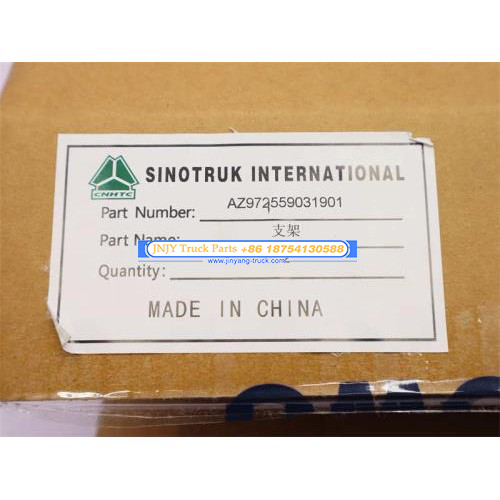 SINOTRUK INTERNATIONAL
CNHTC
Part Number: AZ972559031901
Part Name: 支架
JNJY Truck Parts +86 18754130588
www.jinyang-truck.com
Quantity:
MADE IN CHINA